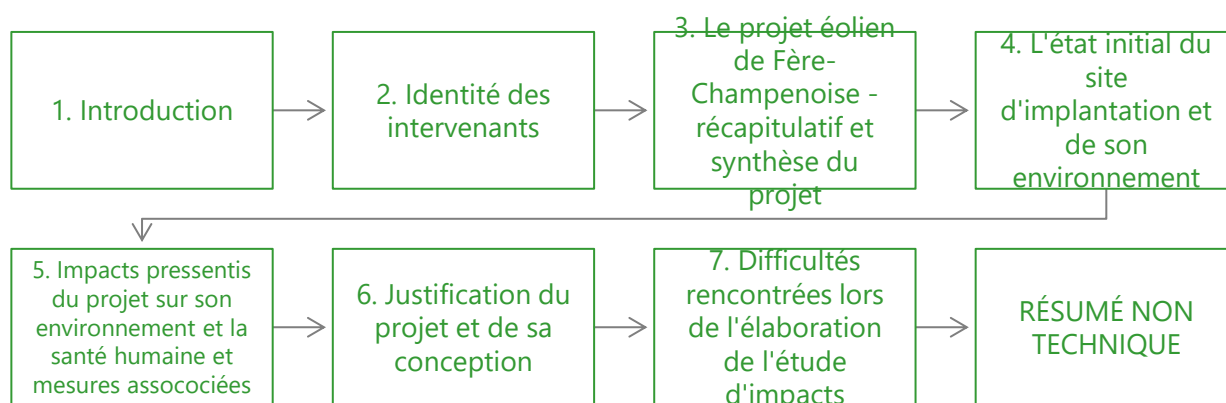 1. Introduction
2. Identité des
intervenants
3. Le projet éolien
de Fère-
Champenoise -
récapitulatif et
synthèse du
projet
4. L'état initial du
site
d'implantation et
de son
environnement
5. Impacts pressentis
du projet sur son
environnement et la
santé humaine et
mesures assocociées
6. Justification du
projet et de sa
conception
7. Difficultés
rencontrées lors
de l'élaboration
de l'étude
d'impacts
RÉSUMÉ NON
TECHNIQUE